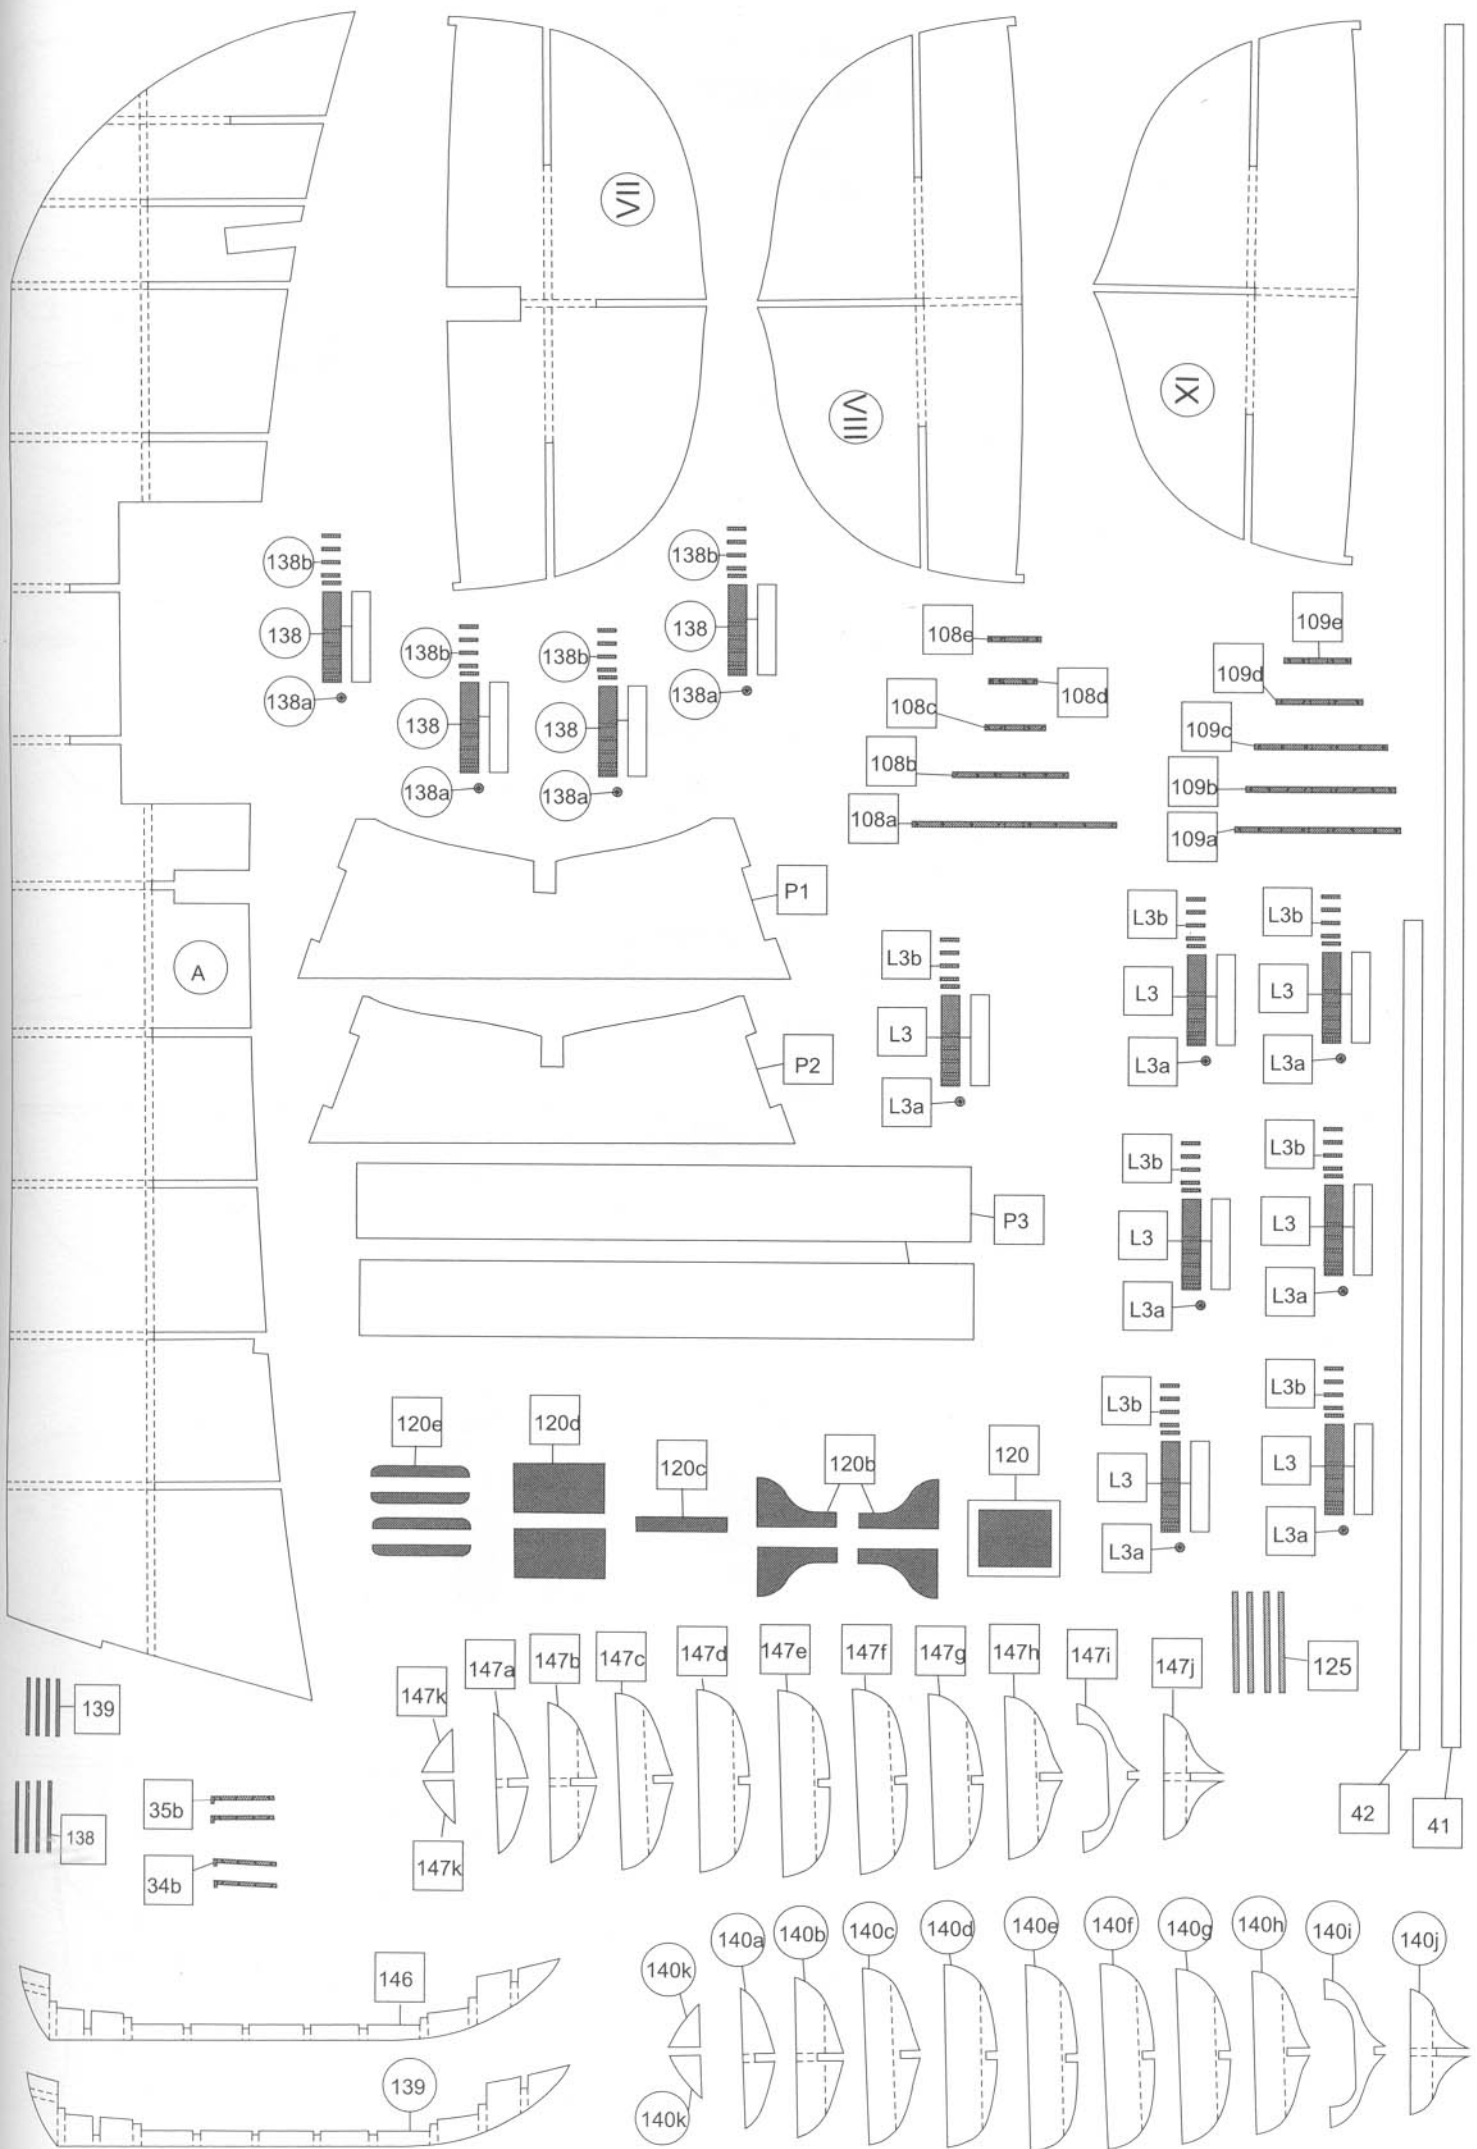 VII
VIII
IX
138b
138b
138
138b
138b
138
138a
138
138
138a
138a
138a
108e
109e
109d
108d
108c
109c
108b
109b
108a
109a
P1
A
P2
L3b
L3
L3a
L3b
L3b
L3
L3
L3a
L3a
P3
L3b
L3b
L3
L3
L3a
L3a
120e
120d
120c
120b
120
L3b
L3b
L3
L3
L3a
L3a
125
147k
147a
147b
147c
147d
147e
147f
147g
147h
147i
147j
139
138
35b
34b
147k
42
41
146
139
140k
140a
140b
140c
140d
140e
140f
140g
140h
140i
140j
140k